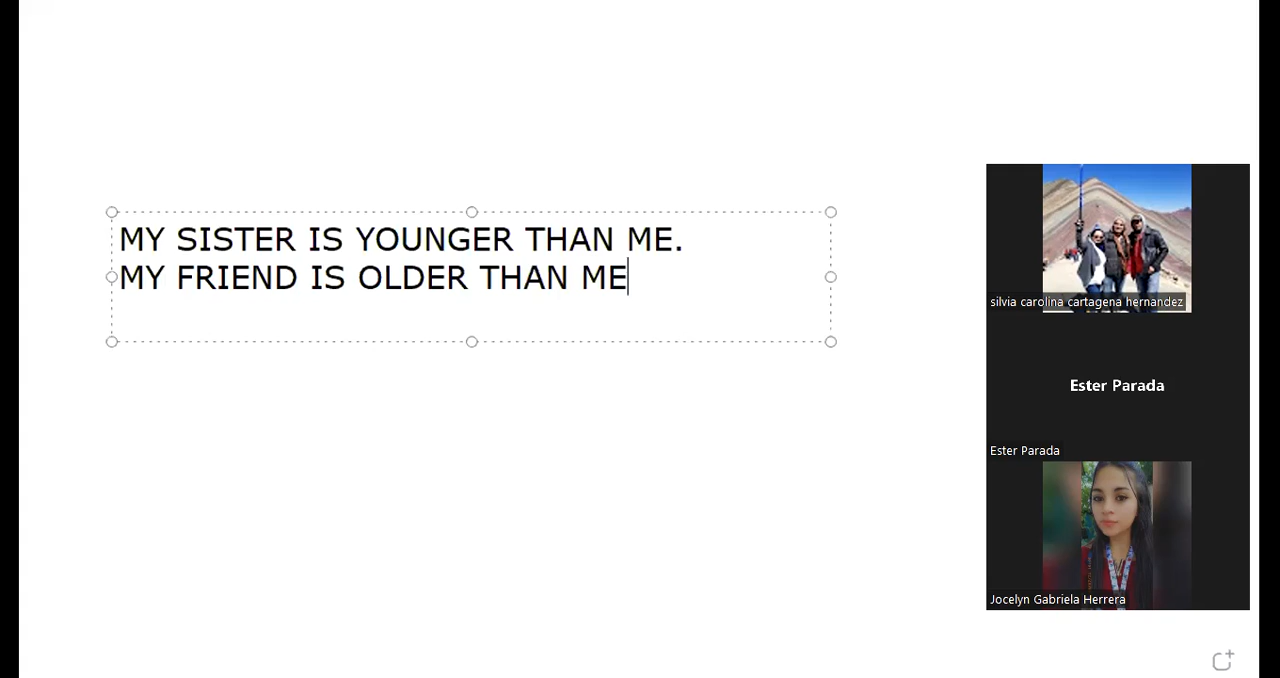 MY SISTER IS YOUNGER THAN ME.
MY FRIEND IS OLDER THAN ME
silvia carolina cartagena hernandez
Ester Parada
Ester Parada
Jocelyn Gabriela Herrera